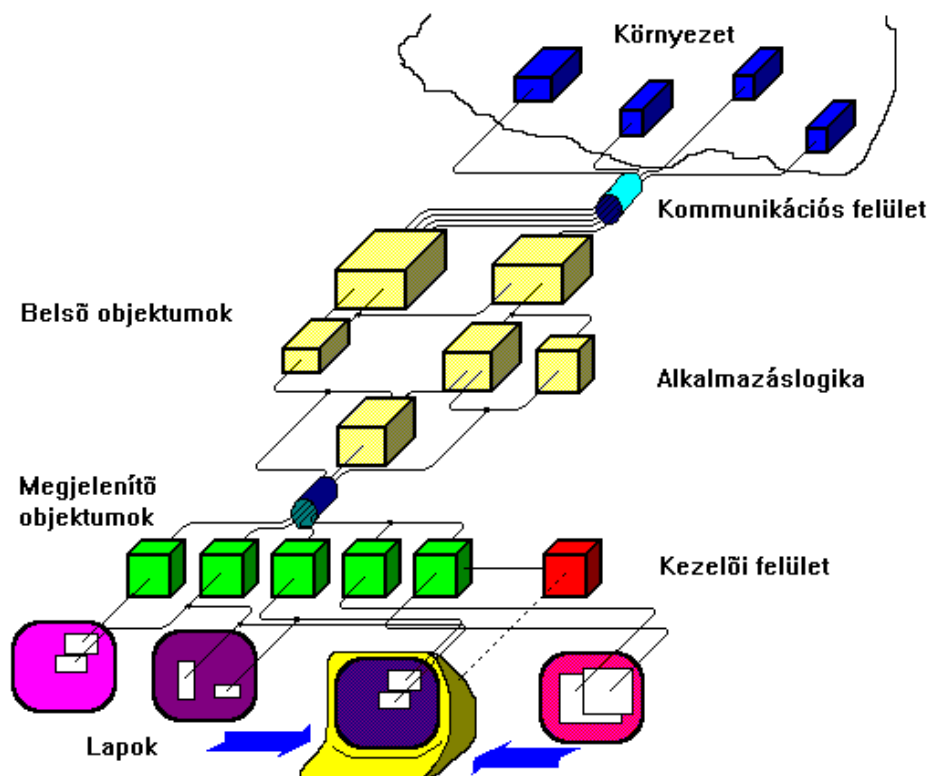 Környezet
Kommunikációs felület
Belsõ objektumok
Alkalmazáslogika
Megjelenítõ
objektumok
Kezelõi felület
Lapok